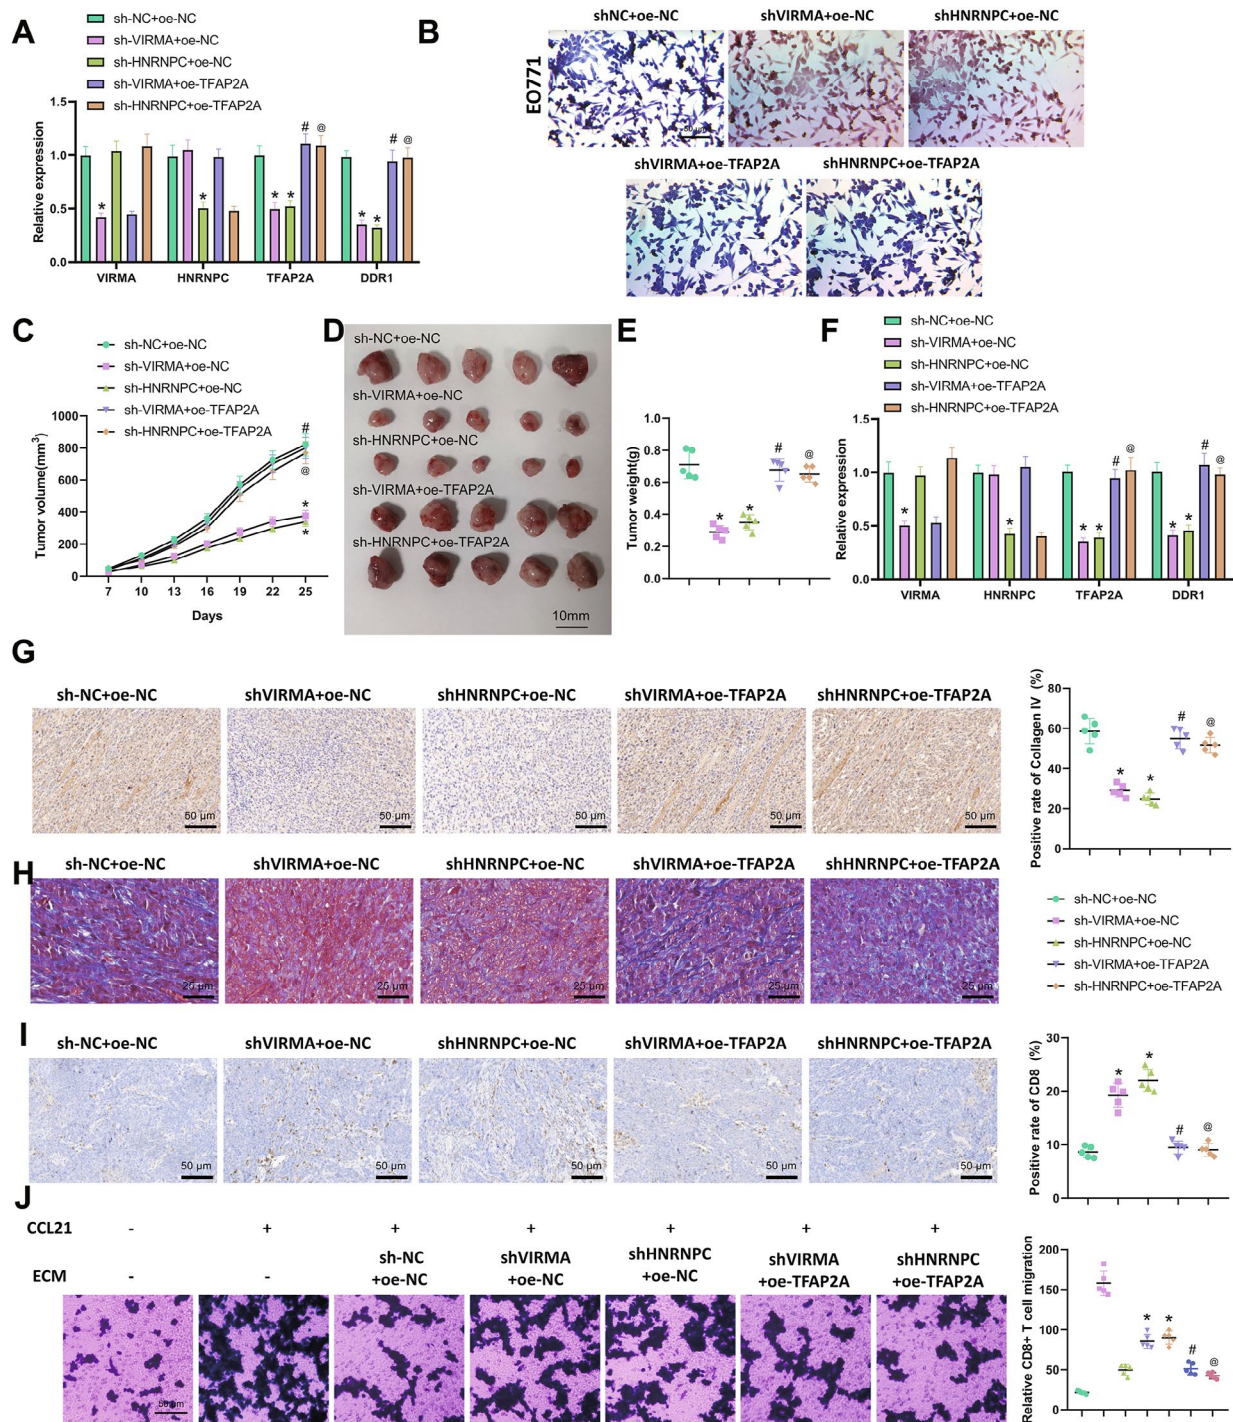 A
sh-NC+oe-NC
sh-VIRMA+oe-NC
sh-HNRNPC+oe-NC
sh-VIRMA+oe-TFAP2A
sh-HNRNPC+oe-TFAP2A
Relative expression
1.5
1.0
0.5
0.0
* * * * * * # @ # @
VIRMA HNRNPC TFAP2A DDR1
B
shNC+oe-NC shVIRMA+oe-NC shHNRNPC+oe-NC
EO771
50 μm
shVIRMA+oe-TFAP2A shHNRNPC+oe-TFAP2A
C
sh-NC+oe-NC
sh-VIRMA+oe-NC
sh-HNRNPC+oe-NC
sh-VIRMA+oe-TFAP2A
sh-HNRNPC+oe-TFAP2A
Tumor volume(mm³)
1000
800
600
400
200
0
#
@
*
*
7 10 13 16 19 22 25
Days
D
sh-NC+oe-NC
sh-VIRMA+oe-NC
sh-HNRNPC+oe-NC
sh-VIRMA+oe-TFAP2A
sh-HNRNPC+oe-TFAP2A
10mm
E
Tumor weight(g)
1.0
0.8
0.6
0.4
0.2
0.0
* * # @
F
sh-NC+oe-NC
sh-VIRMA+oe-NC
sh-HNRNPC+oe-NC
sh-VIRMA+oe-TFAP2A
sh-HNRNPC+oe-TFAP2A
Relative expression
1.5
1.0
0.5
0.0
* * * * # @ * * # @
VIRMA HNRNPC TFAP2A DDR1
G
sh-NC+oe-NC shVIRMA+oe-NC shHNRNPC+oe-NC shVIRMA+oe-TFAP2A shHNRNPC+oe-TFAP2A
50 μm 50 μm 50 μm 50 μm 50 μm
Positive rate of Collagen IV (%)
80
60
40
20
0
* * # @
H
sh-NC+oe-NC shVIRMA+oe-NC shHNRNPC+oe-NC shVIRMA+oe-TFAP2A shHNRNPC+oe-TFAP2A
25 μm 25 μm 25 μm 25 μm 25 μm
sh-NC+oe-NC
sh-VIRMA+oe-NC
sh-HNRNPC+oe-NC
sh-VIRMA+oe-TFAP2A
sh-HNRNPC+oe-TFAP2A
I
sh-NC+oe-NC shVIRMA+oe-NC shHNRNPC+oe-NC shVIRMA+oe-TFAP2A shHNRNPC+oe-TFAP2A
50 μm 50 μm 50 μm 50 μm 50 μm
Positive rate of CD8 (%)
30
20
10
0
* * # @
J
CCL21 - + + + + + +
ECM - - sh-NC +oe-NC shVIRMA +oe-NC shHNRNPC +oe-NC shVIRMA +oe-TFAP2A shHNRNPC +oe-TFAP2A
50 μm
Relative CD8+ T cell migration
200
150
100
50
0
* * # @